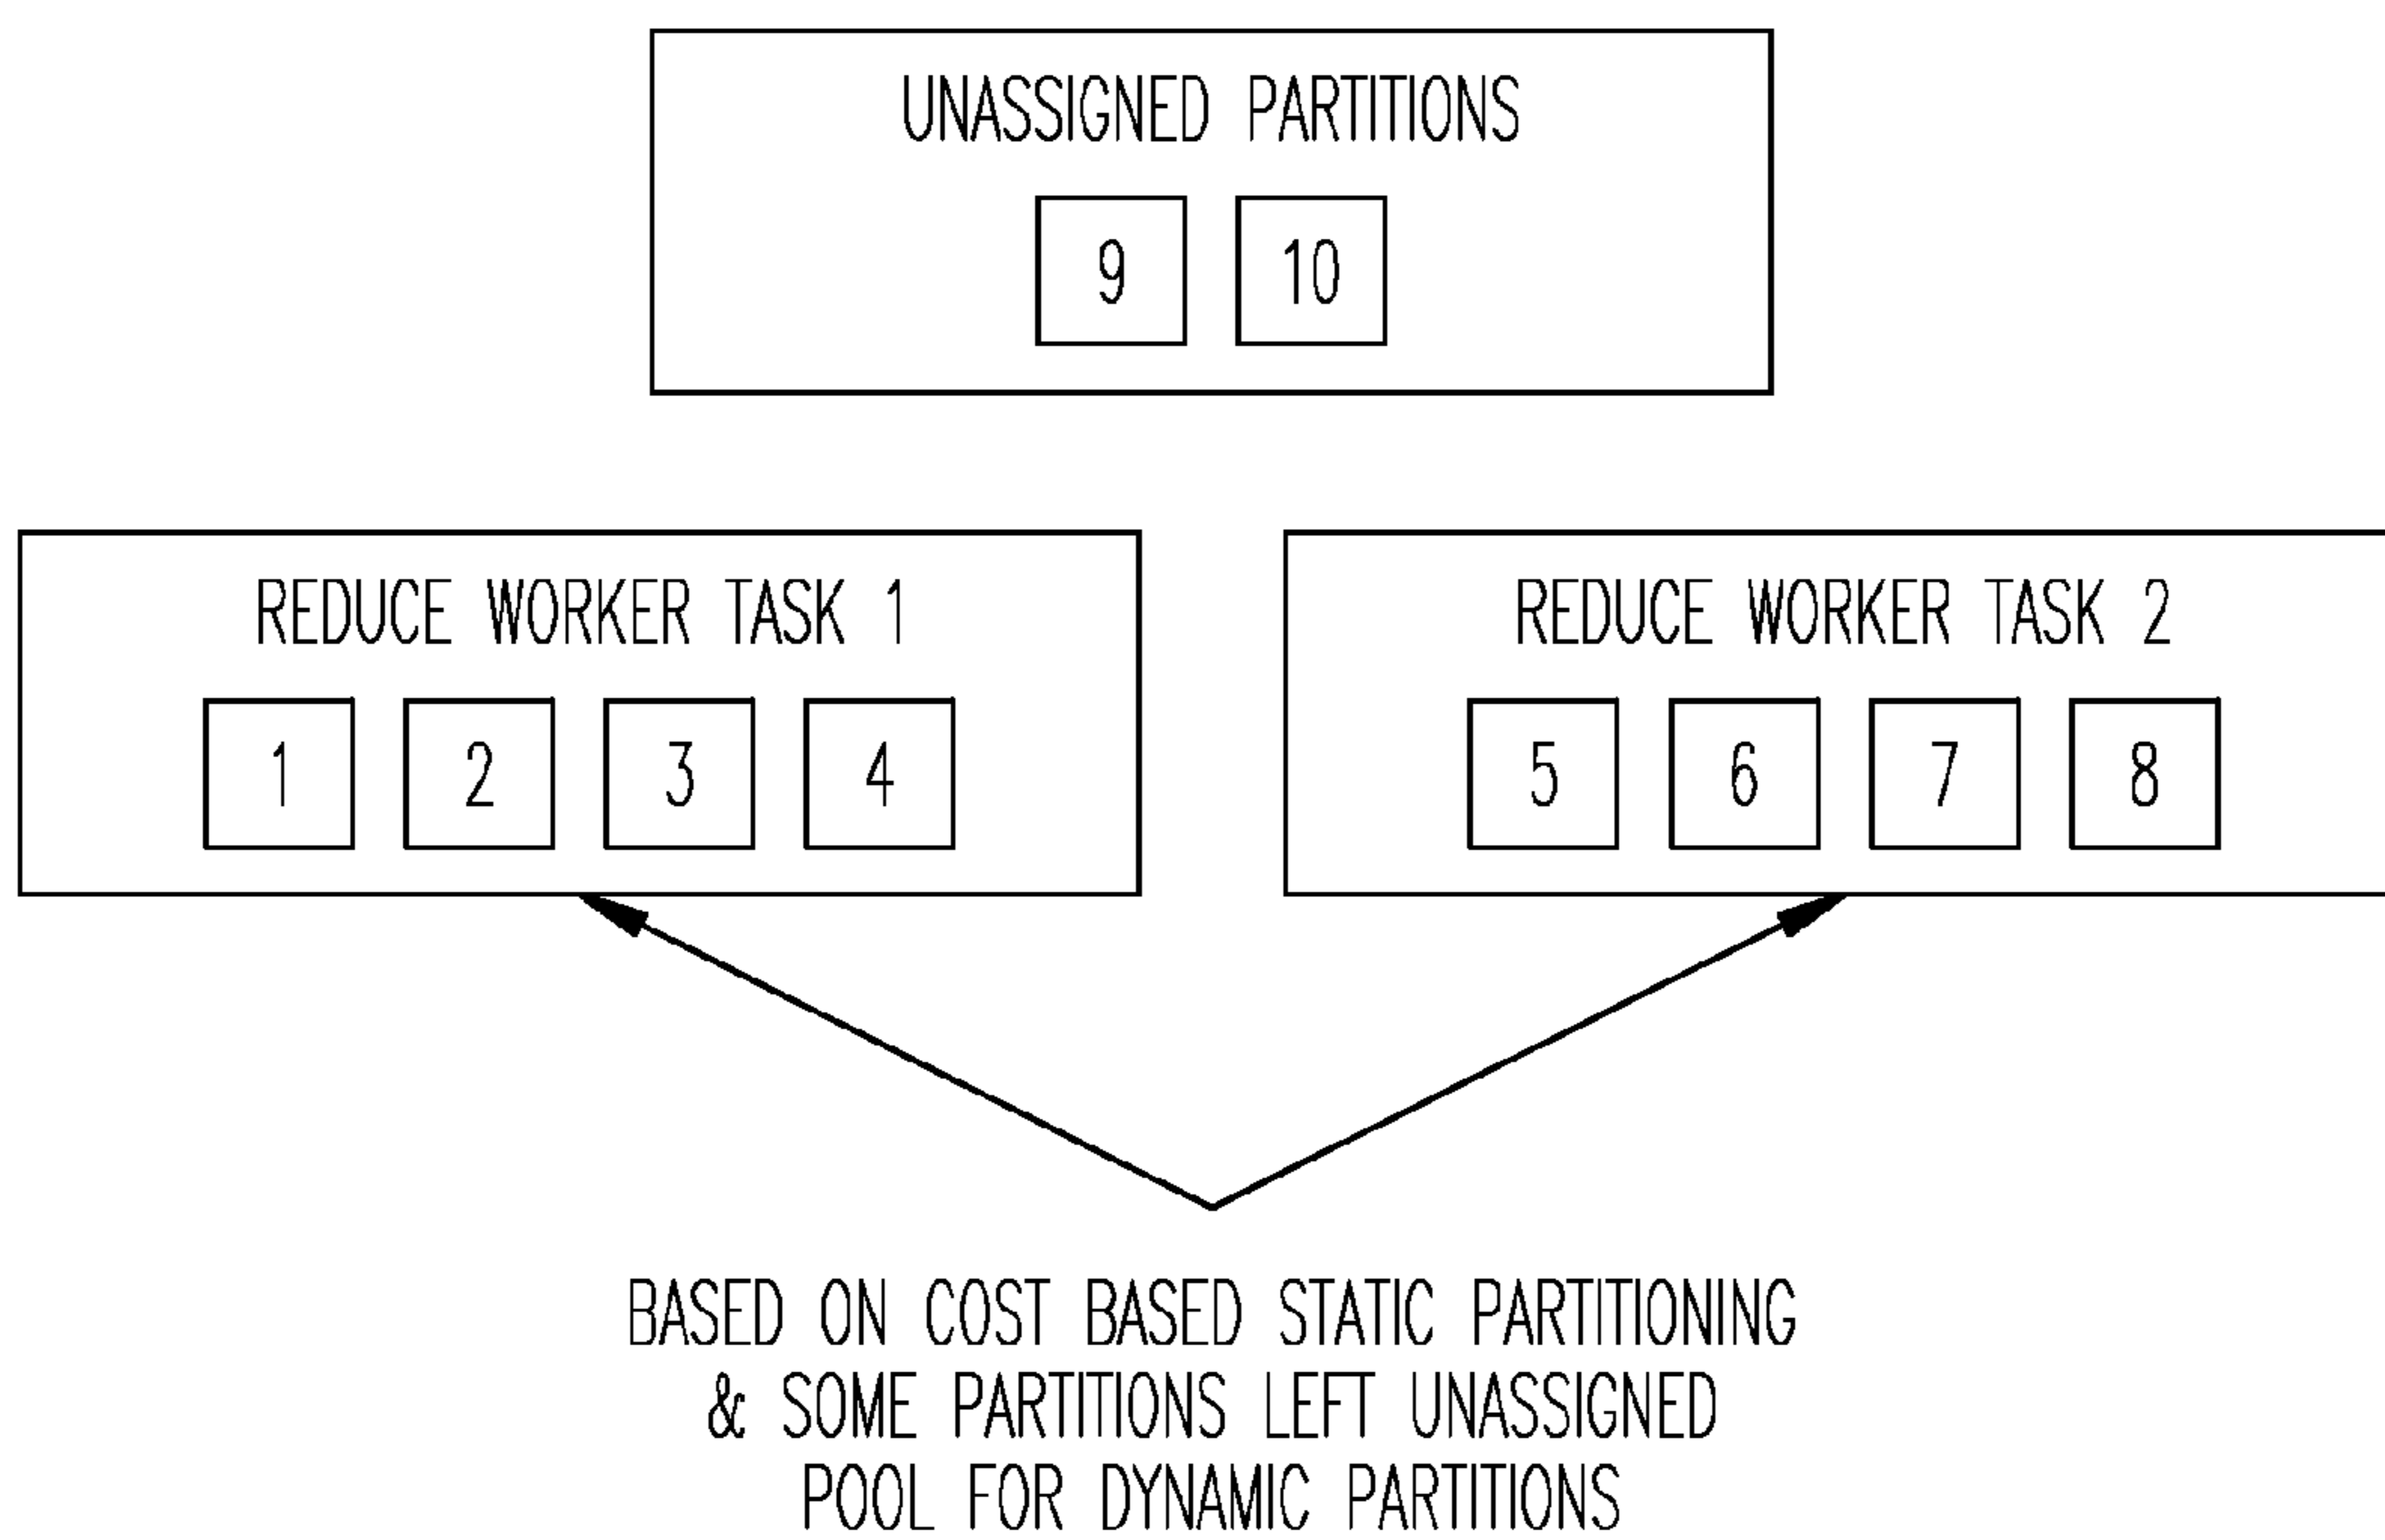 UNASSIGNED PARTITIONS
9 10
REDUCE WORKER TASK 1
1 2 3 4
REDUCE WORKER TASK 2
5 6 7 8
BASED ON COST BASED STATIC PARTITIONING
& SOME PARTITIONS LEFT UNASSIGNED
POOL FOR DYNAMIC PARTITIONS